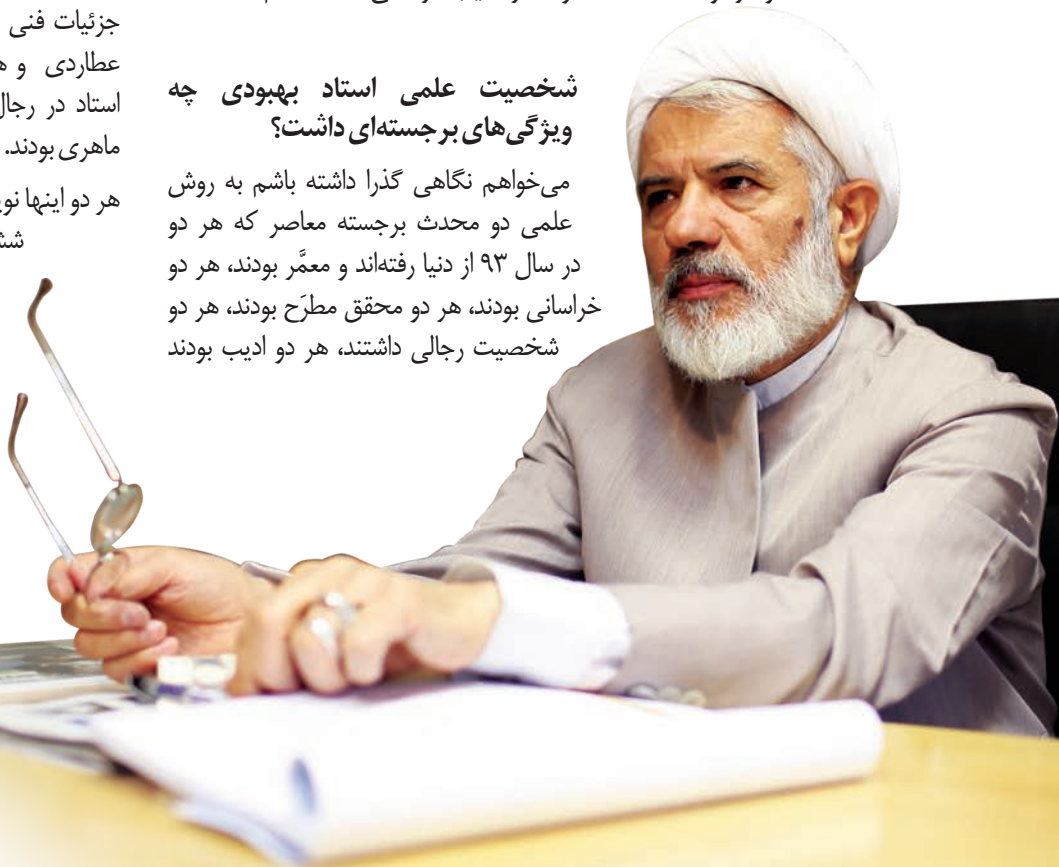 شخصیت علمی استاد بهبودی چه
ویژگی‌های برجسته‌ای داشت؟
می‌خواهم نگاهی گذرا داشته باشم به روش
علمی دو محدث برجسته معاصر که هر دو
در سال ۹۳ از دنیا رفته‌اند و معمَّر بودند، هر دو
خراسانی بودند، هر دو محقق مطرَح بودند، هر دو
شخصیت رجالی داشتند، هر دو ادیب بودند
جزئیات فنی
عطاردی و ه
استاد در رجال
ماهری بودند.
هر دو اینها نوی
شش